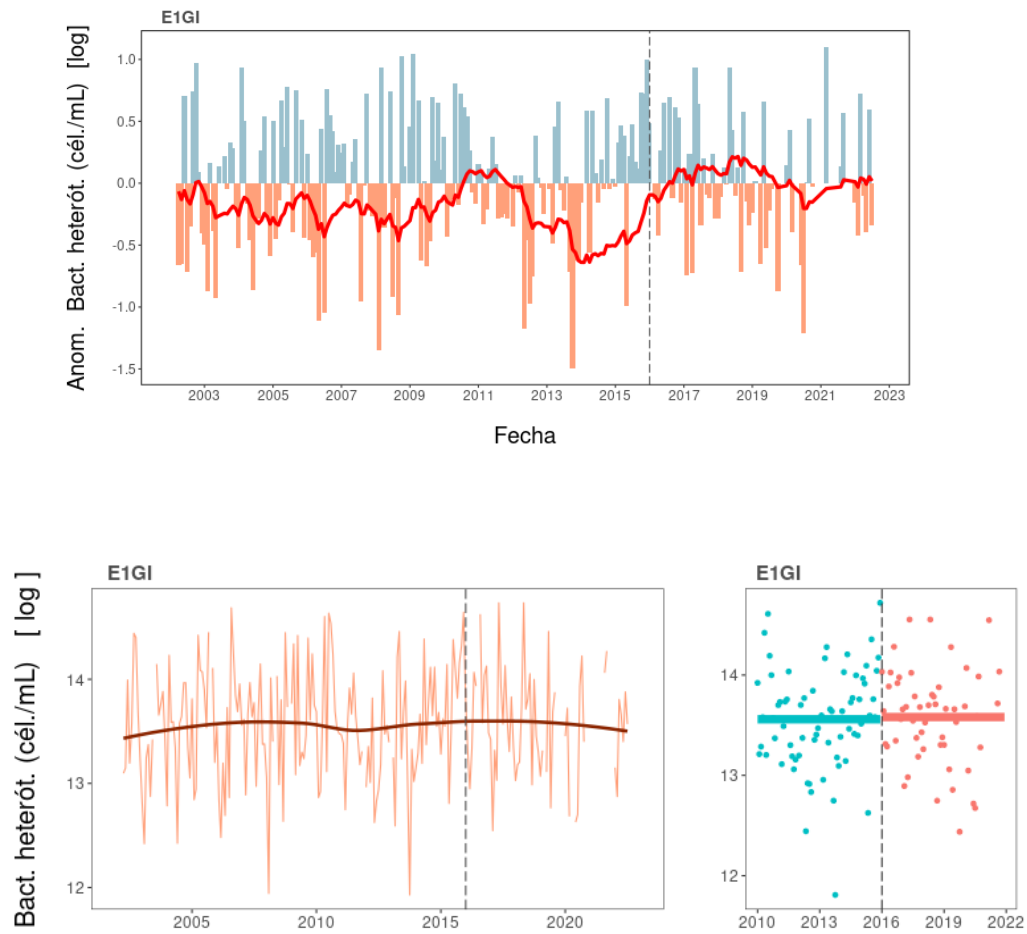 E1GI
Anom. Bact. heterót. (cél./mL) [log]
1.0
0.5
0.0
-0.5
-1.0
-1.5
2003 2005 2007 2009 2011 2013 2015 2017 2019 2021 2023
Fecha
E1GI
Bact. heterót. (cél./mL) [ log ]
14
13
12
2005 2010 2015 2020
E1GI
14
13
12
2010 2013 2016 2019 2022